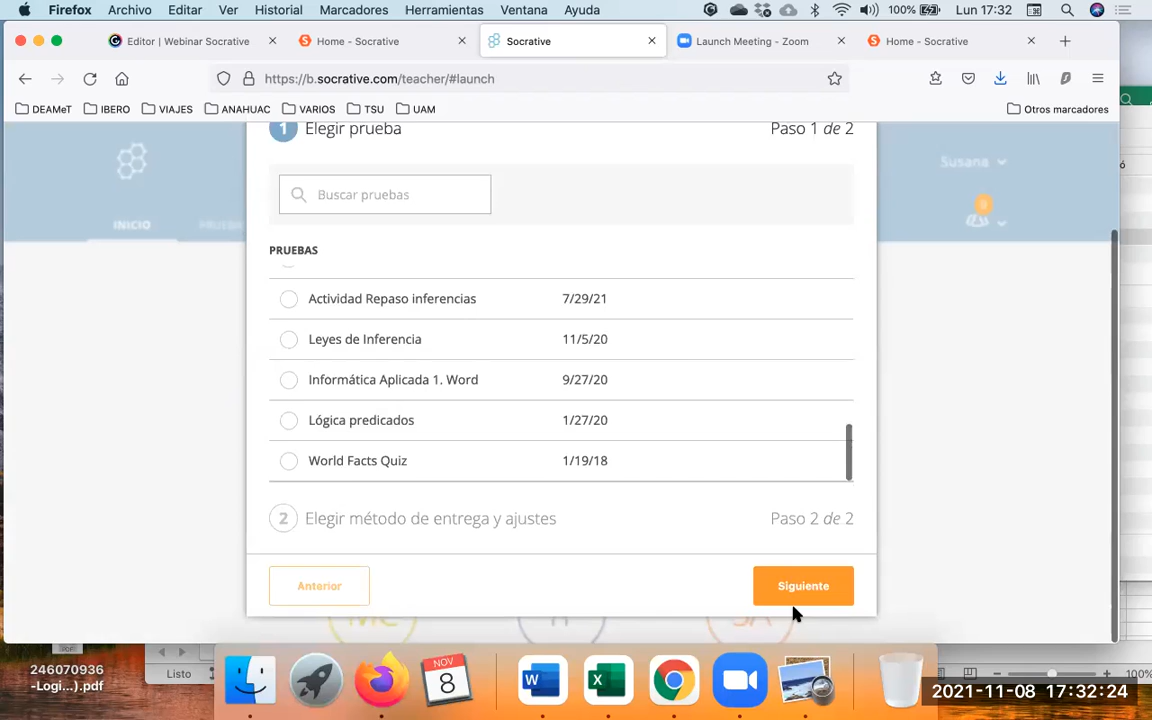 Firefox Archivo Editar Ver Historial Marcadores Herramientas Ventana Ayuda 100% Lun 17:32
Editor | Webinar Socrative Home - Socrative Socrative Launch Meeting - Zoom Home - Socrative
https://b.socrative.com/teacher/#launch
DEAMeT IBERO VIAJES ANAHUAC VARIOS TSU UAM Otros marcadores
1 Elegir prueba Paso 1 de 2
Susana
Buscar pruebas
INICIO
PRUEBAS
Actividad Repaso inferencias 7/29/21
Leyes de Inferencia 11/5/20
Informática Aplicada 1. Word 9/27/20
Lógica predicados 1/27/20
World Facts Quiz 1/19/18
2 Elegir método de entrega y ajustes Paso 2 de 2
Anterior Siguiente
246070936
-Logi...).pdf
Listo
NOV
8
W
X
100%
2021-11-08 17:32:24